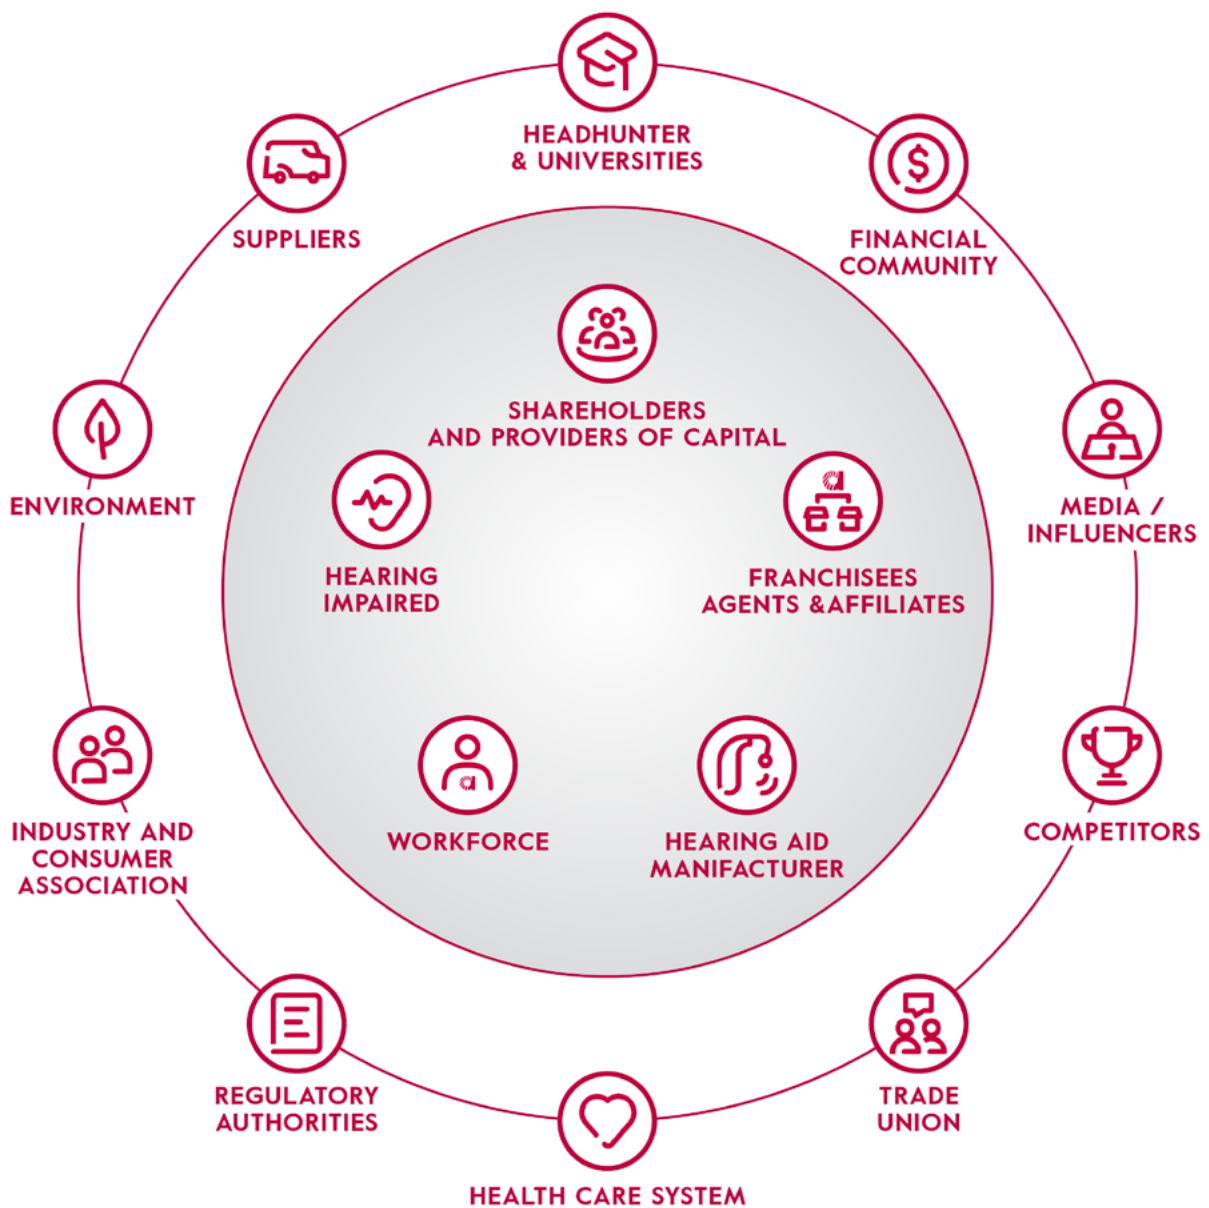 HEADHUNTER
& UNIVERSITIES
SUPPLIERS
FINANCIAL
COMMUNITY
SHAREHOLDERS
AND PROVIDERS OF CAPITAL
ENVIRONMENT
MEDIA /
INFLUENCERS
HEARING
IMPAIRED
FRANCHISEES
AGENTS &AFFILIATES
INDUSTRY AND
CONSUMER
ASSOCIATION
WORKFORCE
HEARING AID
MANIFACTURER
COMPETITORS
REGULATORY
AUTHORITIES
TRADE
UNION
HEALTH CARE SYSTEM